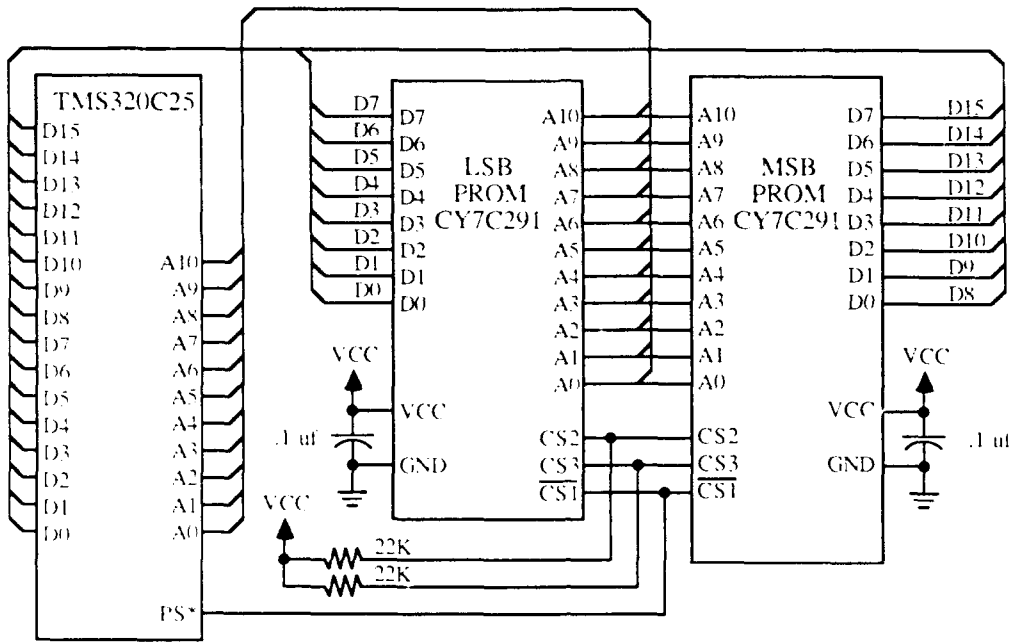 TMS320C25
D15
D14
D13
D12
D11
D10
D9
D8
D7
D6
D5
D4
D3
D2
D1
D0
A10
A9
A8
A7
A6
A5
A4
A3
A2
A1
A0
PS*
D7
D6
D5
D4
D3
D2
D1
D0
D7
D6
D5
D4
D3
D2
D1
D0
LSB
PROM
CY7C291
A10
A9
A8
A7
A6
A5
A4
A3
A2
A1
A0
VCC
GND
CS2
CS3
CS1
VCC
.1 uf
VCC
22K
22K
A10
A9
A8
A7
A6
A5
A4
A3
A2
A1
A0
MSB
PROM
CY7C291
D7
D6
D5
D4
D3
D2
D1
D0
D15
D14
D13
D12
D11
D10
D9
D8
CS2
CS3
CS1
VCC
GND
VCC
.1 uf